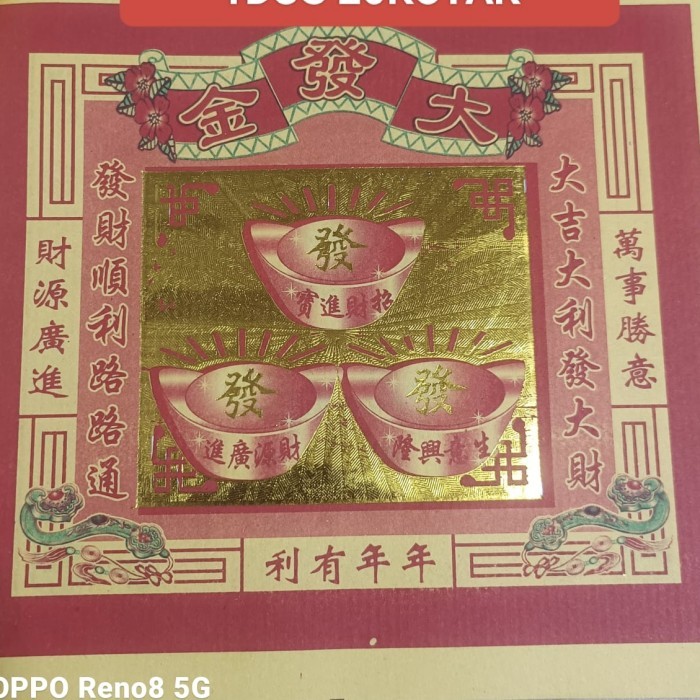 大發金
萬事勝意
大吉大利發大財
發
招財進寶
發
生意興隆
發
財源廣進
發財順利路路通
財源廣進
年年有利
OPPO Reno8 5G